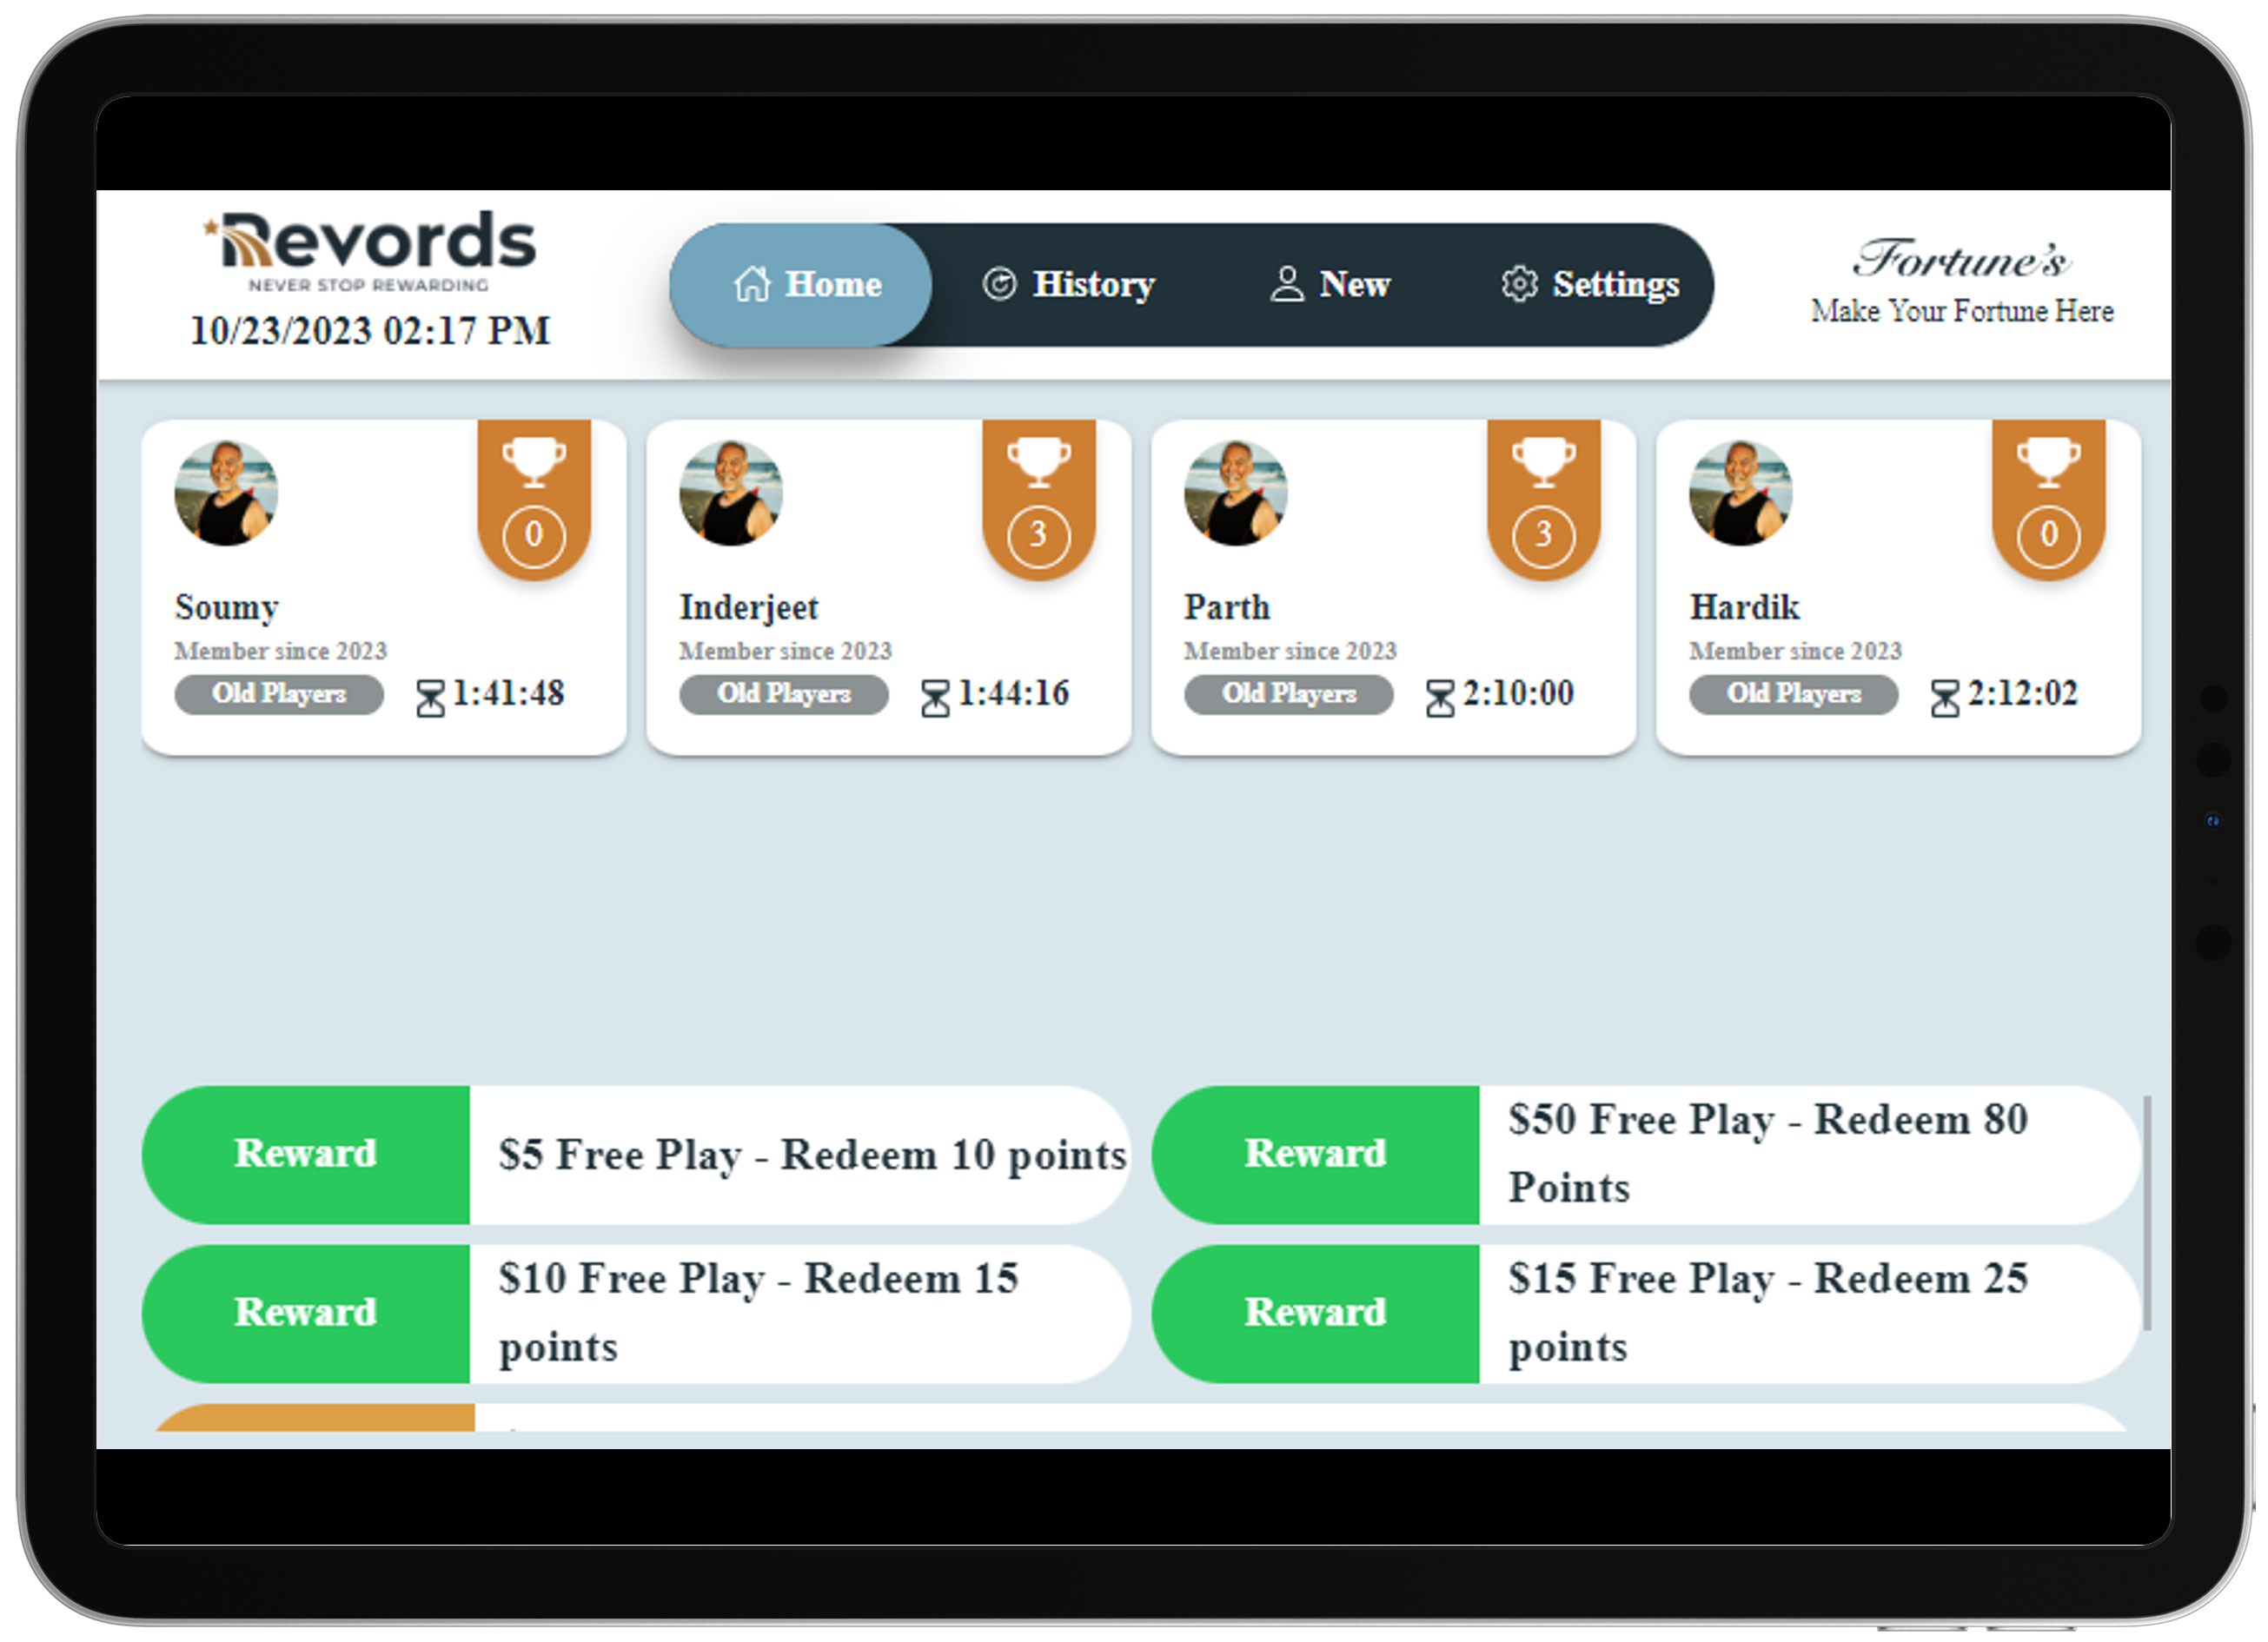 Revords
NEVER STOP REWARDING
10/23/2023 02:17 PM
Home
History
New
Settings
Fortune's
Make Your Fortune Here
0
Soumy
Member since 2023
Old Players
1:41:48
3
Inderjeet
Member since 2023
Old Players
1:44:16
3
Parth
Member since 2023
Old Players
2:10:00
0
Hardik
Member since 2023
Old Players
2:12:02
Reward
$5 Free Play - Redeem 10 points
Reward
$50 Free Play - Redeem 80
Points
Reward
$10 Free Play - Redeem 15
points
Reward
$15 Free Play - Redeem 25
points